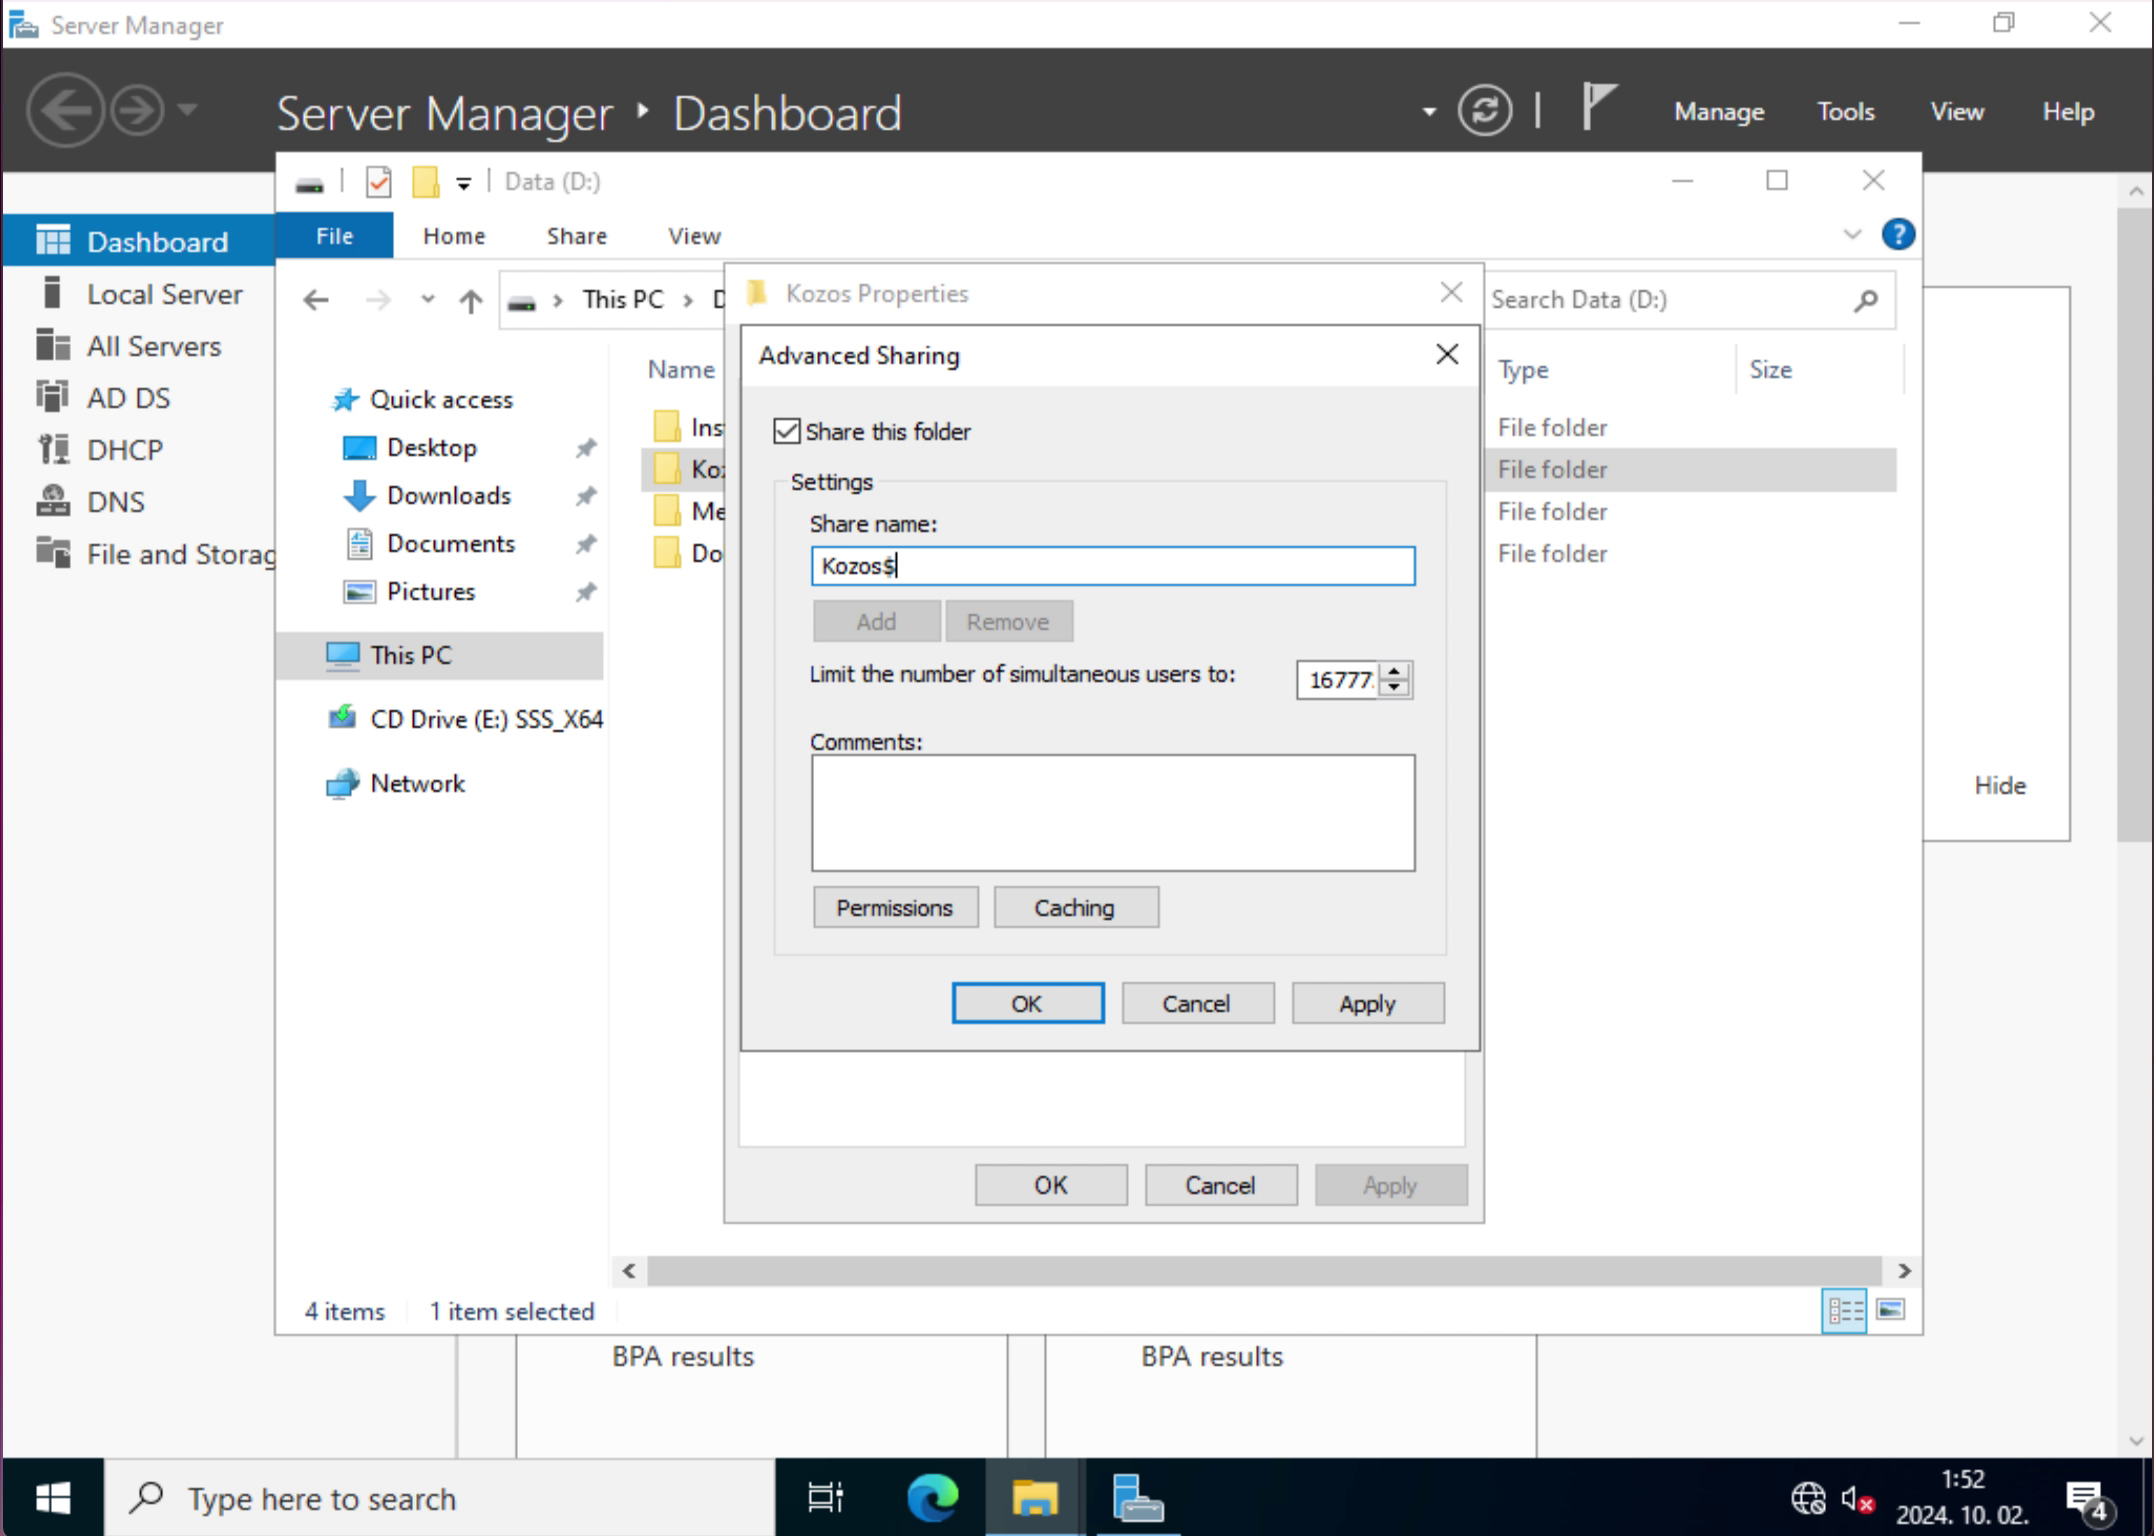 Server Manager
Server Manager ‣ Dashboard
Manage Tools View Help
Data (D:)
File Home Share View
Dashboard
Local Server
All Servers
AD DS
DHCP
DNS
File and Storag
This PC
Search Data (D:)
Quick access
Desktop
Downloads
Documents
Pictures
This PC
CD Drive (E:) SSS_X64
Network
Name Type Size
Ins File folder
Koz File folder
Me File folder
Do File folder
Kozos Properties
Advanced Sharing
Share this folder
Settings
Share name:
Kozos$
Add Remove
Limit the number of simultaneous users to: 16777
Comments:
Permissions Caching
OK Cancel Apply
OK Cancel Apply
Hide
4 items 1 item selected
BPA results BPA results
Type here to search
1:52
2024. 10. 02.
4